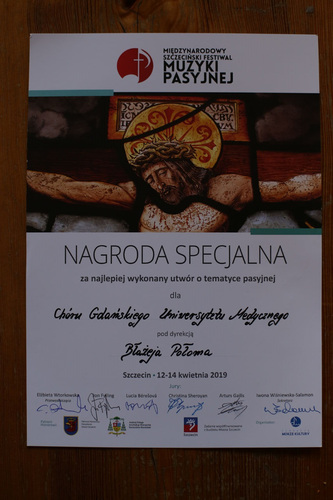 MIĘDZYNARODOWY
SZCZECIŃSKI FESTIWAL
MUZYKI
PASYJNEJ
NAGRODA SPECJALNA
za najlepiej wykonany utwór o tematyce pasyjnej
dla
Chóru Gdańskiego Uniwersytetu Medycznego
pod dyrekcją
Błażeja Połoma
Szczecin - 12-14 kwietnia 2019
Jury: